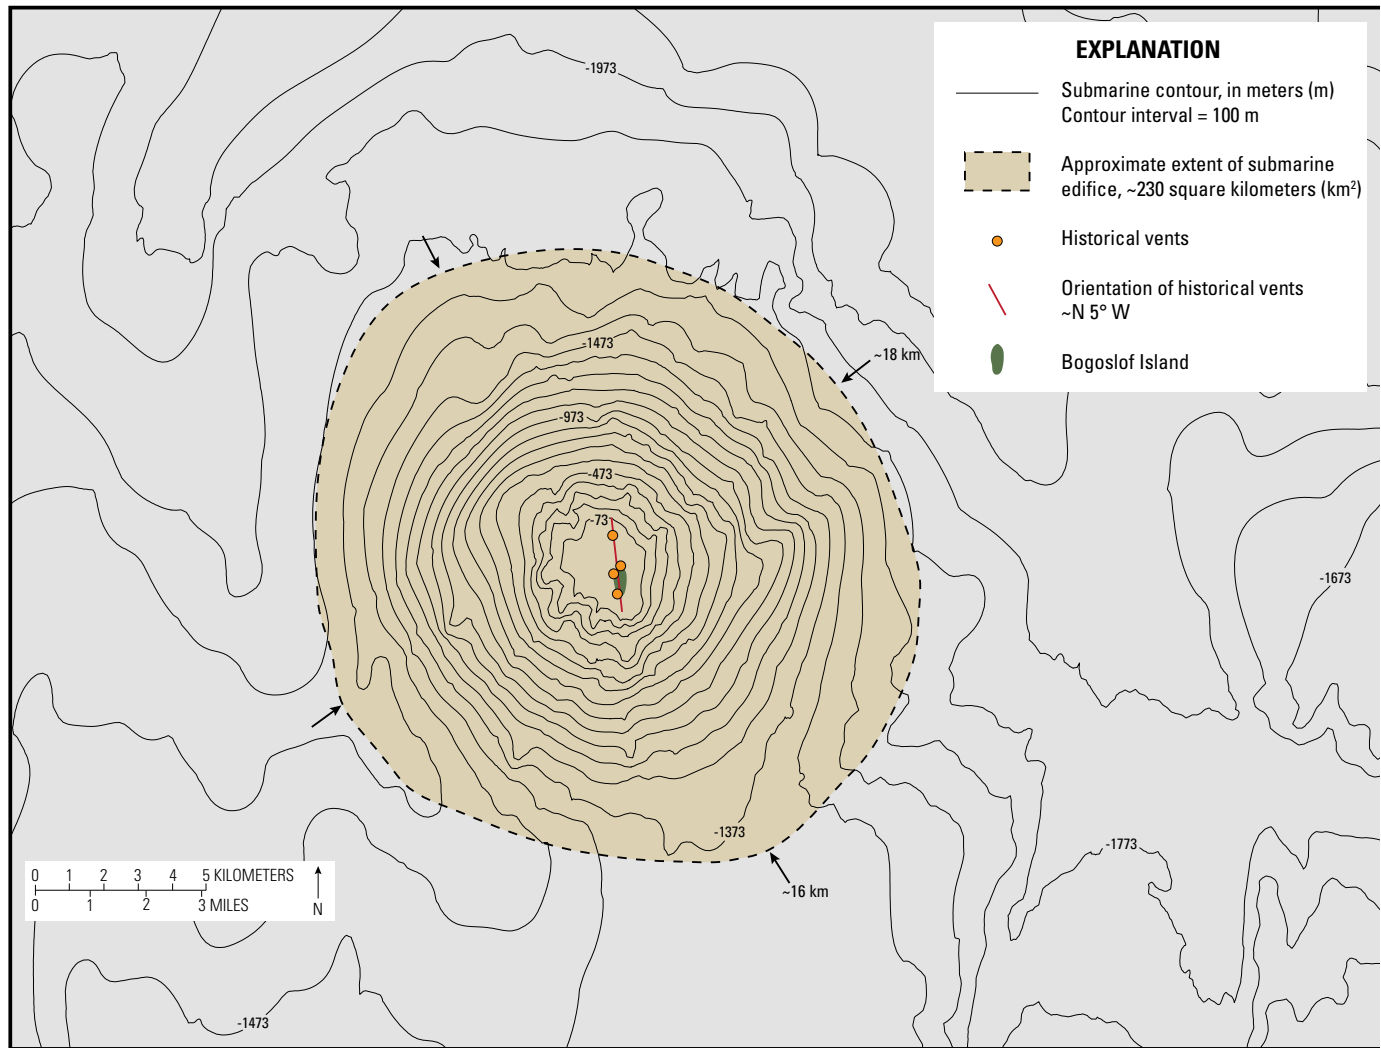 EXPLANATION
Submarine contour, in meters (m)
Contour interval = 100 m
Approximate extent of submarine
edifice, ~230 square kilometers (km²)
Historical vents
Orientation of historical vents
~N 5° W
Bogoslof Island
-1973
-1473
~18 km
-973
-473
-73
-1673
-1373
-1773
~16 km
0 1 2 3 4 5 KILOMETERS
0 1 2 3 MILES
N
-1473